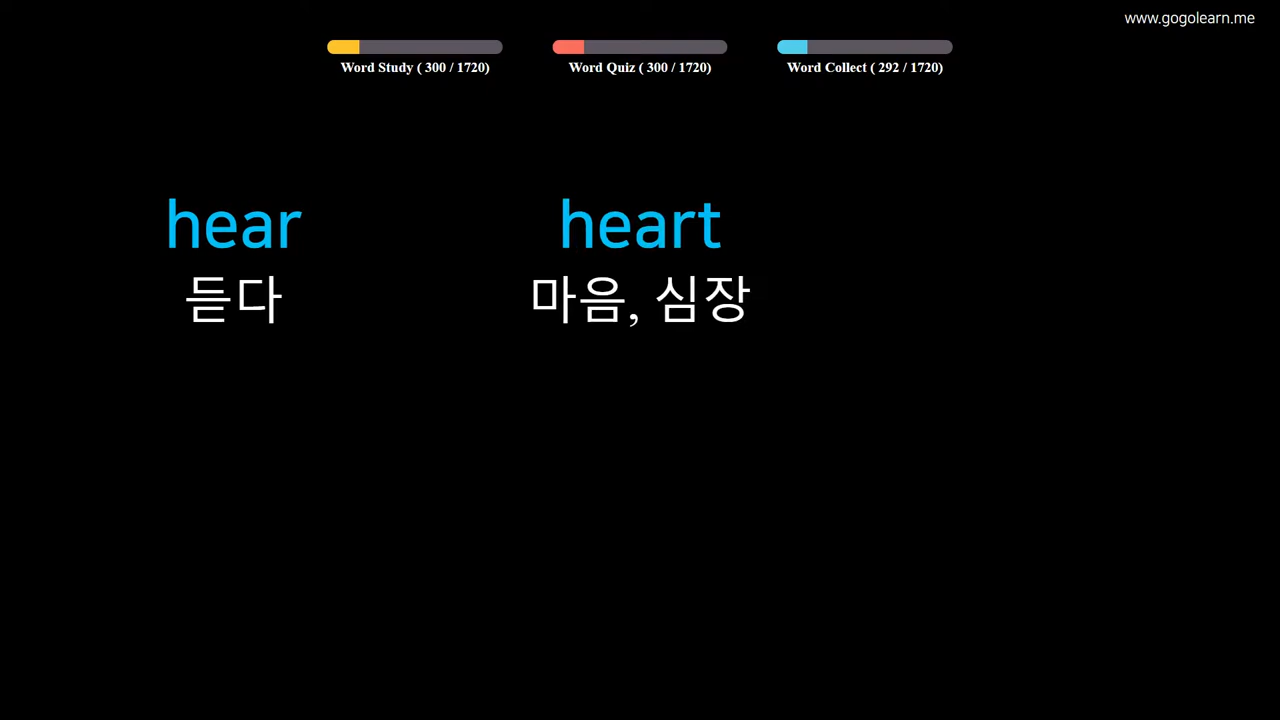 www.gogolearn.me
Word Study ( 300 / 1720)
Word Quiz ( 300 / 1720)
Word Collect ( 292 / 1720)
hear
듣다
heart
마음, 심장